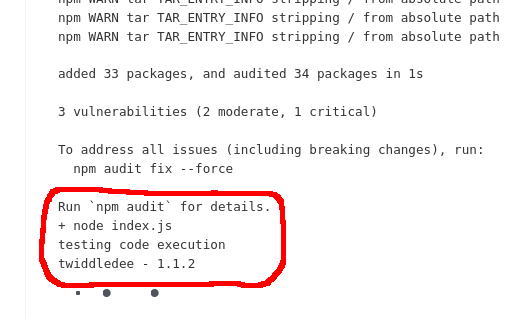 npm WARN tar TAR_ENTRY_INFO stripping / from absolute path
npm WARN tar TAR_ENTRY_INFO stripping / from absolute path
npm WARN tar TAR_ENTRY_INFO stripping / from absolute path
added 33 packages, and audited 34 packages in 1s
3 vulnerabilities (2 moderate, 1 critical)
To address all issues (including breaking changes), run:
npm audit fix --force
Run `npm audit` for details.
+ node index.js
testing code execution
twiddledee - 1.1.2